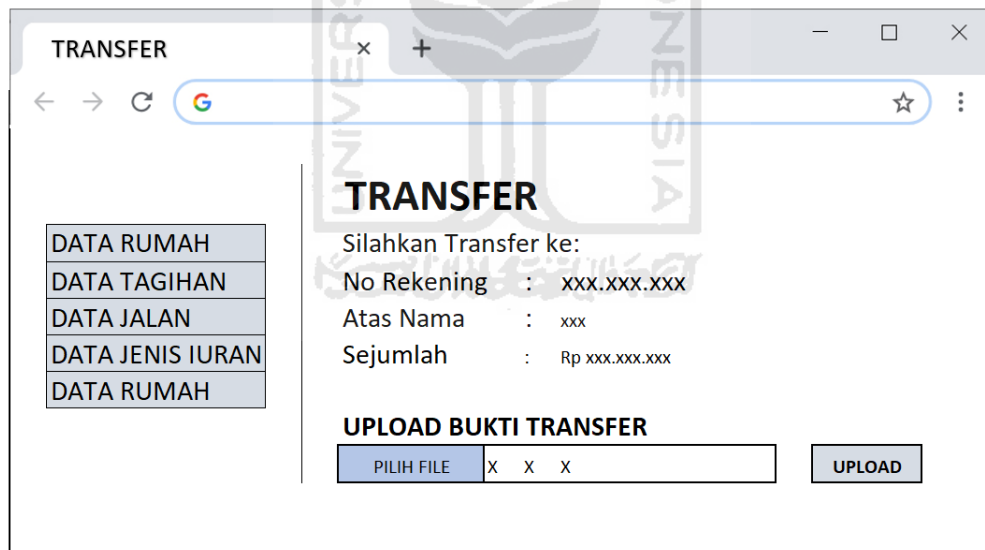 TRANSFER
TRANSFER
DATA RUMAH
DATA TAGIHAN
DATA JALAN
DATA JENIS IURAN
DATA RUMAH
Silahkan Transfer ke:
No Rekening : xxx.xxx.xxx
Atas Nama : xxx
Sejumlah : Rp xxx.xxx.xxx
UPLOAD BUKTI TRANSFER
PILIH FILE X X X
UPLOAD